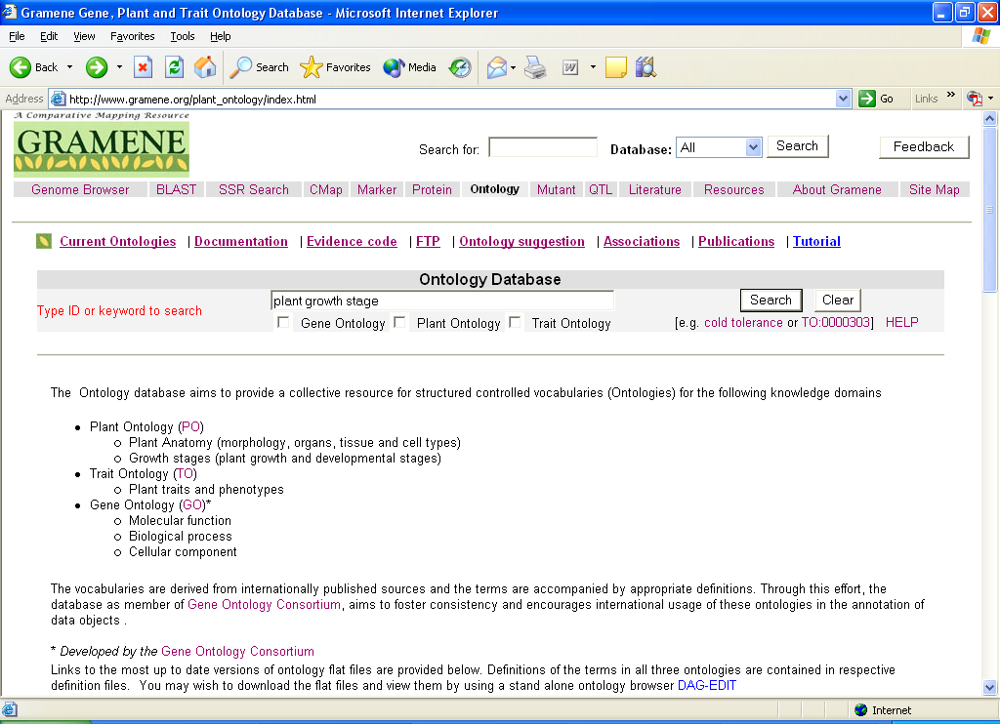 Gramene Gene, Plant and Trait Ontology Database - Microsoft Internet Explorer
File Edit View Favorites Tools Help
Back Search Favorites Media
Address http://www.gramene.org/plant_ontology/index.html Go Links »
A Comparative Mapping Resource
GRAMENE
Search for: Database: All Search Feedback
Genome Browser BLAST SSR Search CMap Marker Protein Ontology Mutant QTL Literature Resources About Gramene Site Map
Current Ontologies | Documentation | Evidence code | FTP | Ontology suggestion | Associations | Publications | Tutorial
Ontology Database
Type ID or keyword to search plant growth stage Search Clear
Gene Ontology Plant Ontology Trait Ontology [e.g. cold tolerance or TO:0000303] HELP
The Ontology database aims to provide a collective resource for structured controlled vocabularies (Ontologies) for the following knowledge domains
• Plant Ontology (PO)
o Plant Anatomy (morphology, organs, tissue and cell types)
o Growth stages (plant growth and developmental stages)
• Trait Ontology (TO)
o Plant traits and phenotypes
• Gene Ontology (GO)*
o Molecular function
o Biological process
o Cellular component
The vocabularies are derived from internationally published sources and the terms are accompanied by appropriate definitions. Through this effort, the
database as member of Gene Ontology Consortium, aims to foster consistency and encourages international usage of these ontologies in the annotation of
data objects .
* Developed by the Gene Ontology Consortium
Links to the most up to date versions of ontology flat files are provided below. Definitions of the terms in all three ontologies are contained in respective
definition files. You may wish to download the flat files and view them by using a stand alone ontology browser DAG-EDIT
Internet